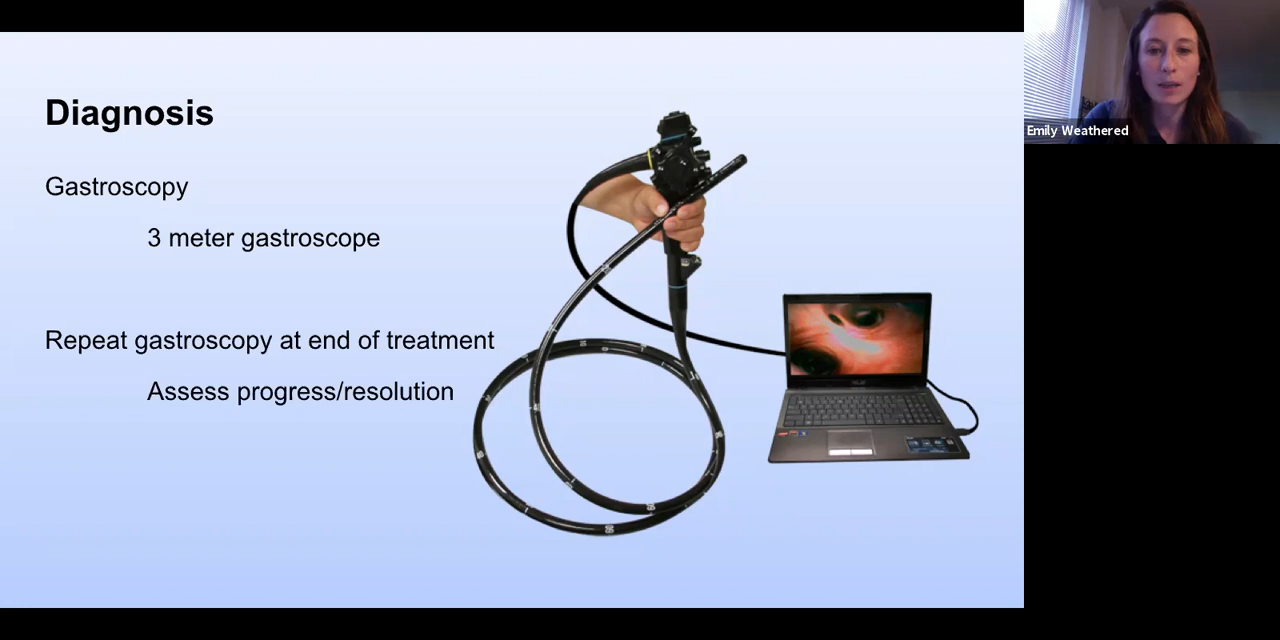 Diagnosis
Gastroscopy
3 meter gastroscope
Repeat gastroscopy at end of treatment
Assess progress/resolution
Emily Weathered